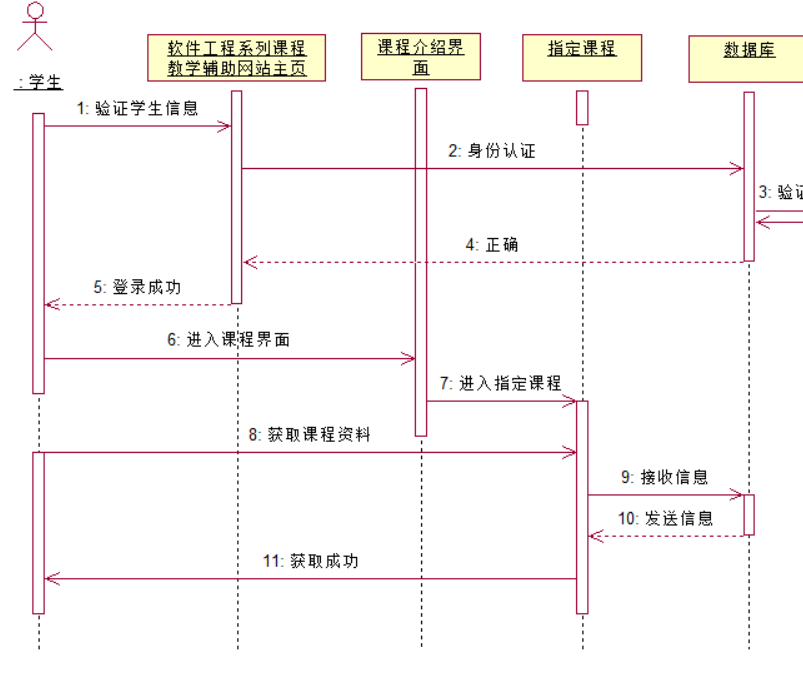 软件工程系列课程
教学辅助网站主页
课程介绍界
面
指定课程
数据库
: 学生
1: 验证学生信息
2: 身份认证
3: 验证
4: 正确
5: 登录成功
6: 进入课程界面
7: 进入指定课程
8: 获取课程资料
9: 接收信息
10: 发送信息
11: 获取成功